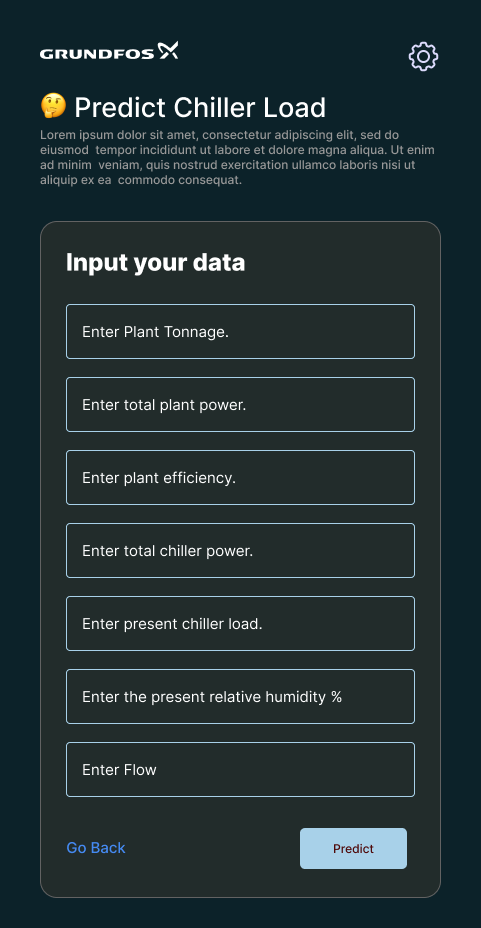 GRUNDFOS
🤔 Predict Chiller Load
Lorem ipsum dolor sit amet, consectetur adipiscing elit, sed do
eiusmod tempor incididunt ut labore et dolore magna aliqua. Ut enim
ad minim veniam, quis nostrud exercitation ullamco laboris nisi ut
aliquip ex ea commodo consequat.
Input your data
Enter Plant Tonnage.
Enter total plant power.
Enter plant efficiency.
Enter total chiller power.
Enter present chiller load.
Enter the present relative humidity %
Enter Flow
Go Back
Predict